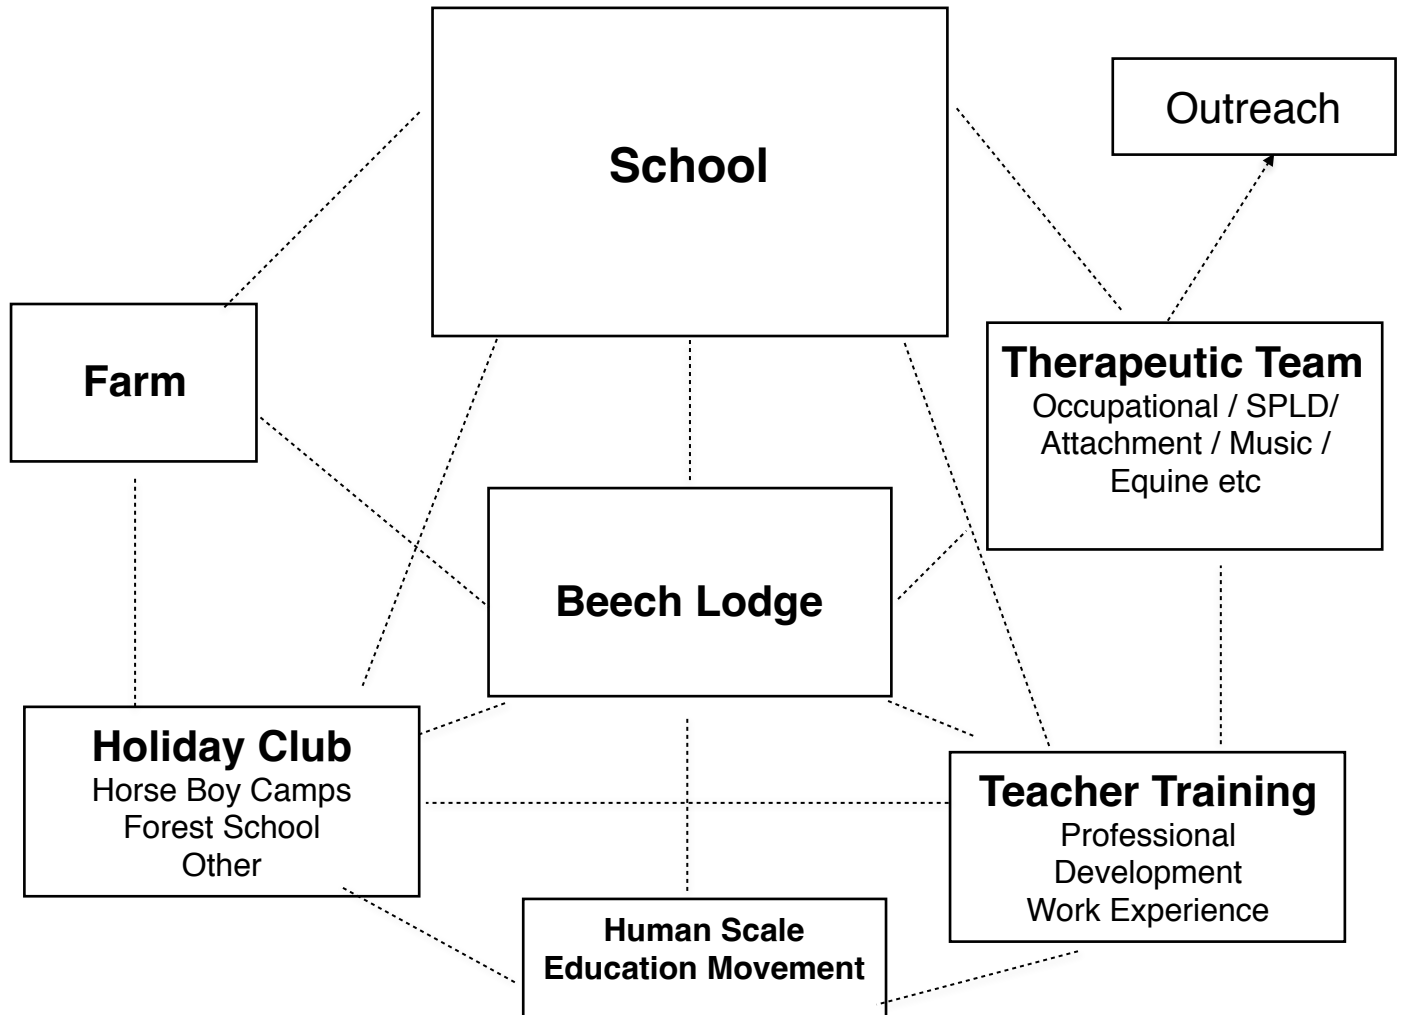 School
Outreach
Farm
Therapeutic Team
Occupational / SPLD/
Attachment / Music /
Equine etc
Beech Lodge
Holiday Club
Horse Boy Camps
Forest School
Other
Teacher Training
Professional
Development
Work Experience
Human Scale
Education Movement